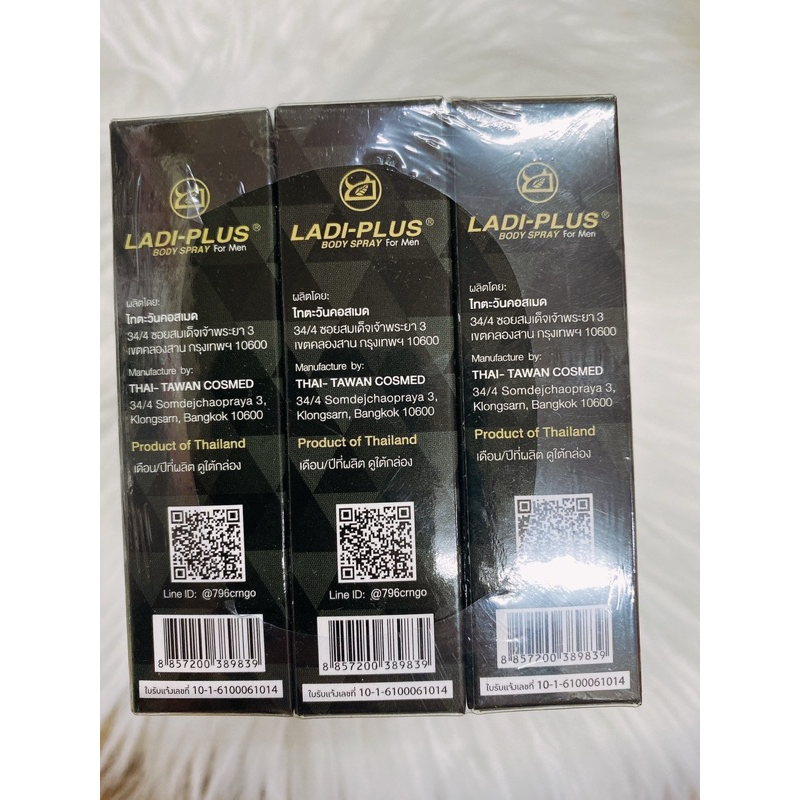 LADI-PLUS®
BODY SPRAY For Men
ผลิตโดย:
ไทตะวันคอสเมด
34/4 ซอยสมเด็จเจ้าพระยา 3
เขตคลองสาน กรุงเทพฯ 10600
Manufacture by:
THAI- TAWAN COSMED
34/4 Somdejchaopraya 3,
Klongsarn, Bangkok 10600
Product of Thailand
เดือน/ปีที่ผลิต ดูใต้กล่อง
Line ID: @796crngo
8 857200 389839
ใบรับแจ้งเลขที่ 10-1-6100061014
LADI-PLUS®
BODY SPRAY For Men
ผลิตโดย:
ไทตะวันคอสเมด
34/4 ซอยสมเด็จเจ้าพระยา 3
เขตคลองสาน กรุงเทพฯ 10600
Manufacture by:
THAI- TAWAN COSMED
34/4 Somdejchaopraya 3,
Klongsarn, Bangkok 10600
Product of Thailand
เดือน/ปีที่ผลิต ดูใต้กล่อง
Line ID: @796crngo
8 857200 389839
ใบรับแจ้งเลขที่ 10-1-6100061014
LADI-PLUS®
BODY SPRAY For Men
ผลิตโดย:
ไทตะวันคอสเมด
34/4 ซอยสมเด็จเจ้าพระยา 3
เขตคลองสาน กรุงเทพฯ 10600
Manufacture by:
THAI- TAWAN COSMED
34/4 Somdejchaopraya 3,
Klongsarn, Bangkok 10600
Product of Thailand
เดือน/ปีที่ผลิต ดูใต้กล่อง
Line ID: @796crngo
8 857200 389839
ใบรับแจ้งเลขที่ 10-1-6100061014